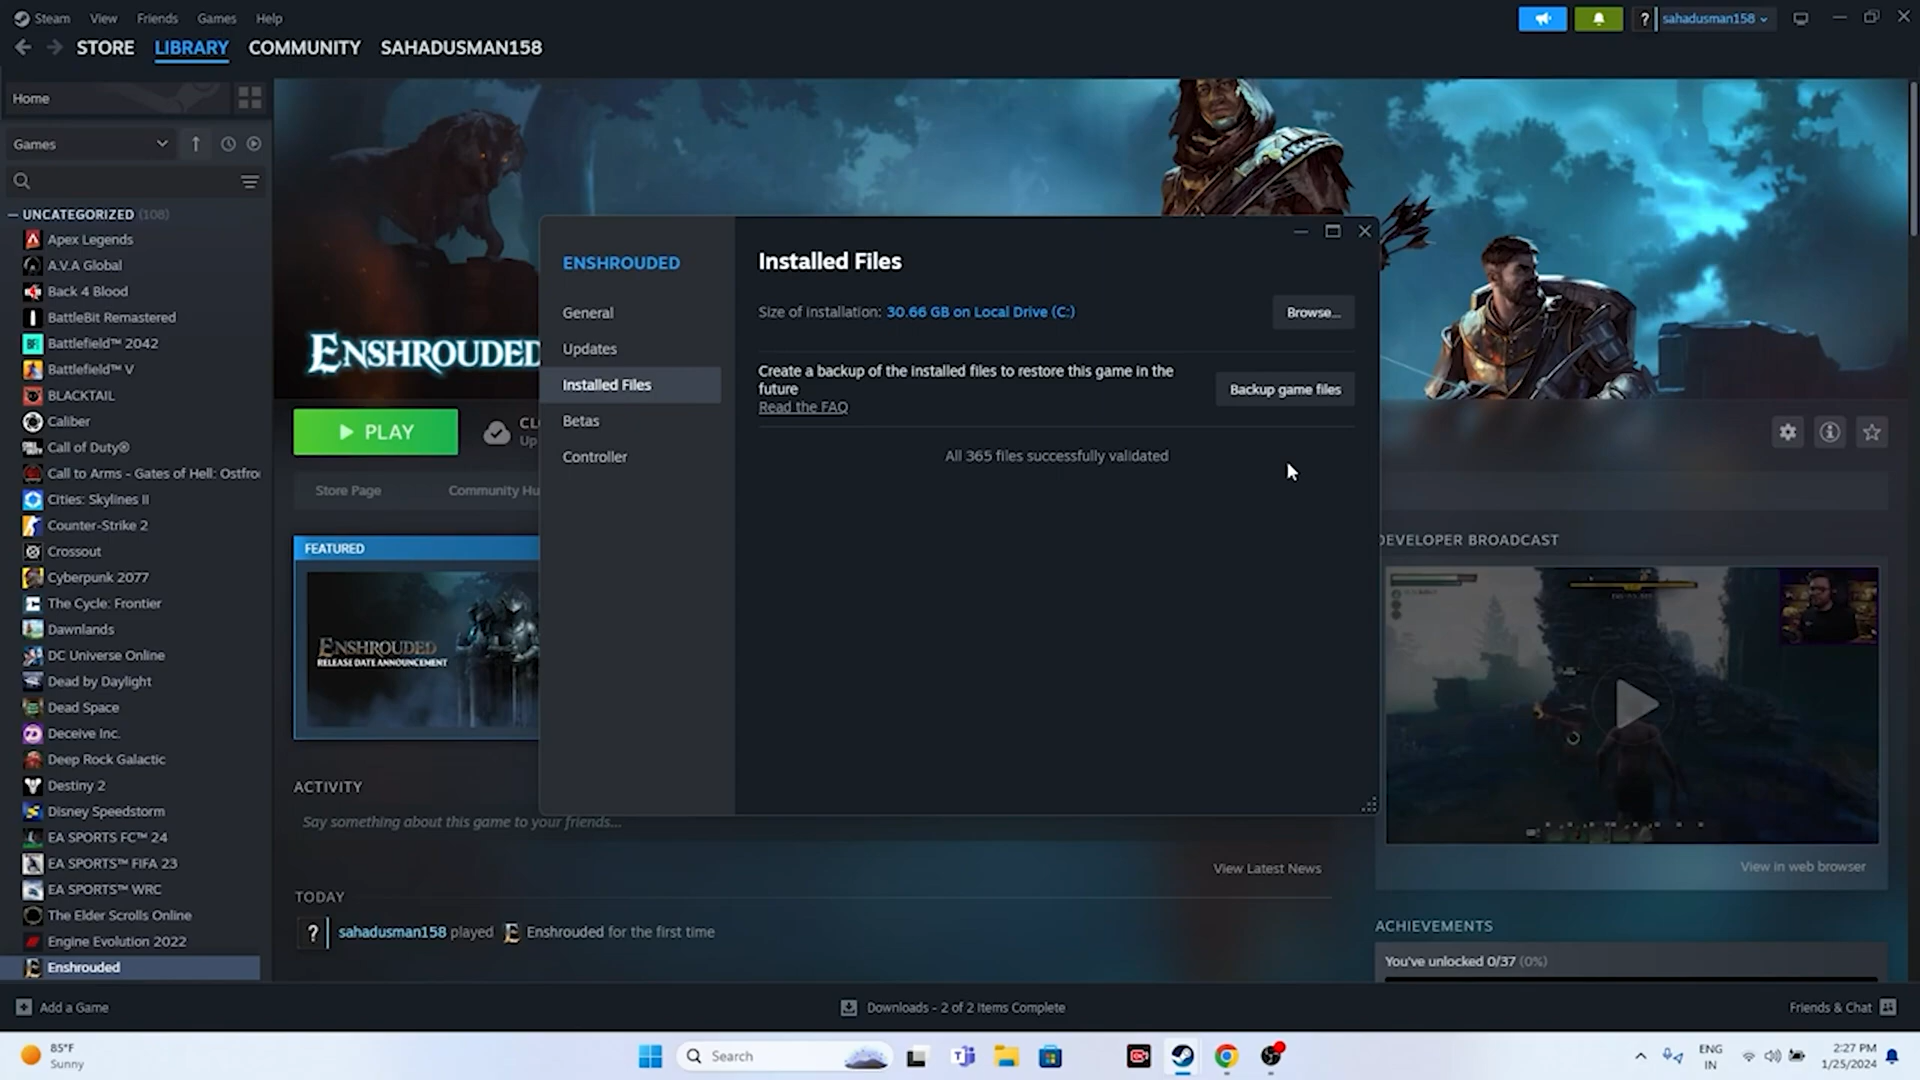 Steam View Friends Games Help
sahadusman158
STORE LIBRARY COMMUNITY SAHADUSMAN158
Home
Games
UNCATEGORIZED (108)
Apex Legends
A.V.A Global
Back 4 Blood
BattleBit Remastered
Battlefield™ 2042
Battlefield™ V
BLACKTAIL
Caliber
Call of Duty®
Call to Arms - Gates of Hell: Ostfro
Cities: Skylines II
Counter-Strike 2
Crossout
Cyberpunk 2077
The Cycle: Frontier
Dawnlands
DC Universe Online
Dead by Daylight
Dead Space
Deceive Inc.
Deep Rock Galactic
Destiny 2
Disney Speedstorm
EA SPORTS FC™ 24
EA SPORTS™ FIFA 23
EA SPORTS™ WRC
The Elder Scrolls Online
Engine Evolution 2022
Enshrouded
ENSHROUDED
PLAY
CL
Up
Store Page Community Hu
FEATURED
ENSHROUDED
RELEASE DATE ANNOUNCEMENT
ACTIVITY
Say something about this game to your friends...
View Latest News
TODAY
sahadusman158 played Enshrouded for the first time
ENSHROUDED
General
Updates
Installed Files
Betas
Controller
Installed Files
Size of installation: 30.66 GB on Local Drive (C:)
Browse...
Create a backup of the installed files to restore this game in the
future
Read the FAQ
Backup game files
All 365 files successfully validated
DEVELOPER BROADCAST
View in web browser
ACHIEVEMENTS
You've unlocked 0/37 (0%)
Add a Game
Downloads - 2 of 2 Items Complete
Friends & Chat
85°F
Sunny
Search
ENG
IN
2:27 PM
1/25/2024